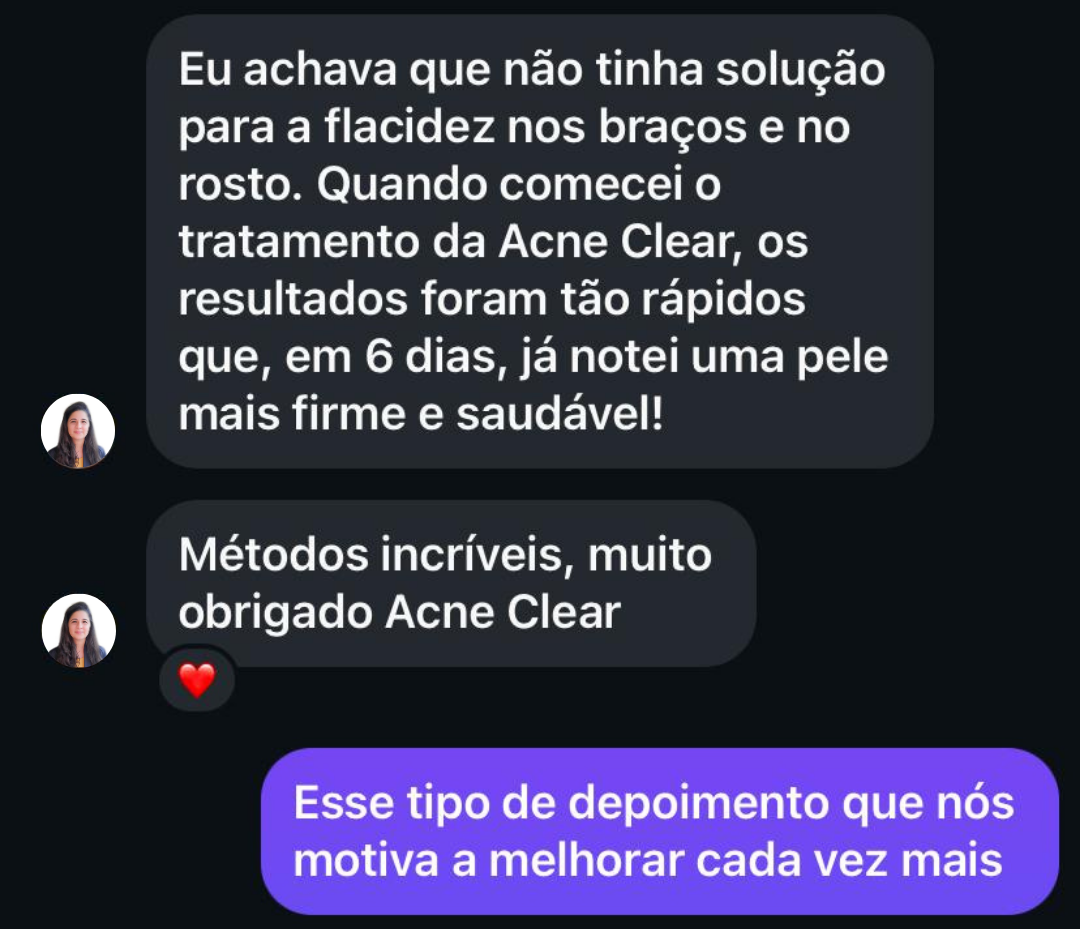 Eu achava que não tinha solução
para a flacidez nos braços e no
rosto. Quando comecei o
tratamento da Acne Clear, os
resultados foram tão rápidos
que, em 6 dias, já notei uma pele
mais firme e saudável!
Métodos incríveis, muito
obrigado Acne Clear
❤️
Esse tipo de depoimento que nós
motiva a melhorar cada vez mais